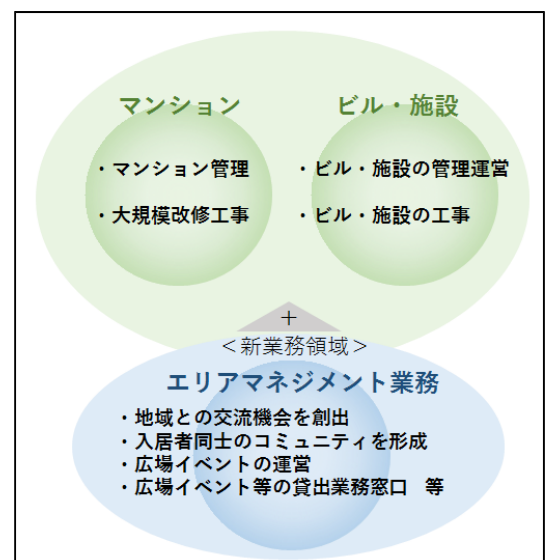 マンション
ビル・施設
・マンション管理
・ビル・施設の管理運営
・大規模改修工事
・ビル・施設の工事
＋
＜新業務領域＞
エリアマネジメント業務
・地域との交流機会を創出
・入居者同士のコミュニティを形成
・広場イベントの運営
・広場イベント等の貸出業務窓口　等